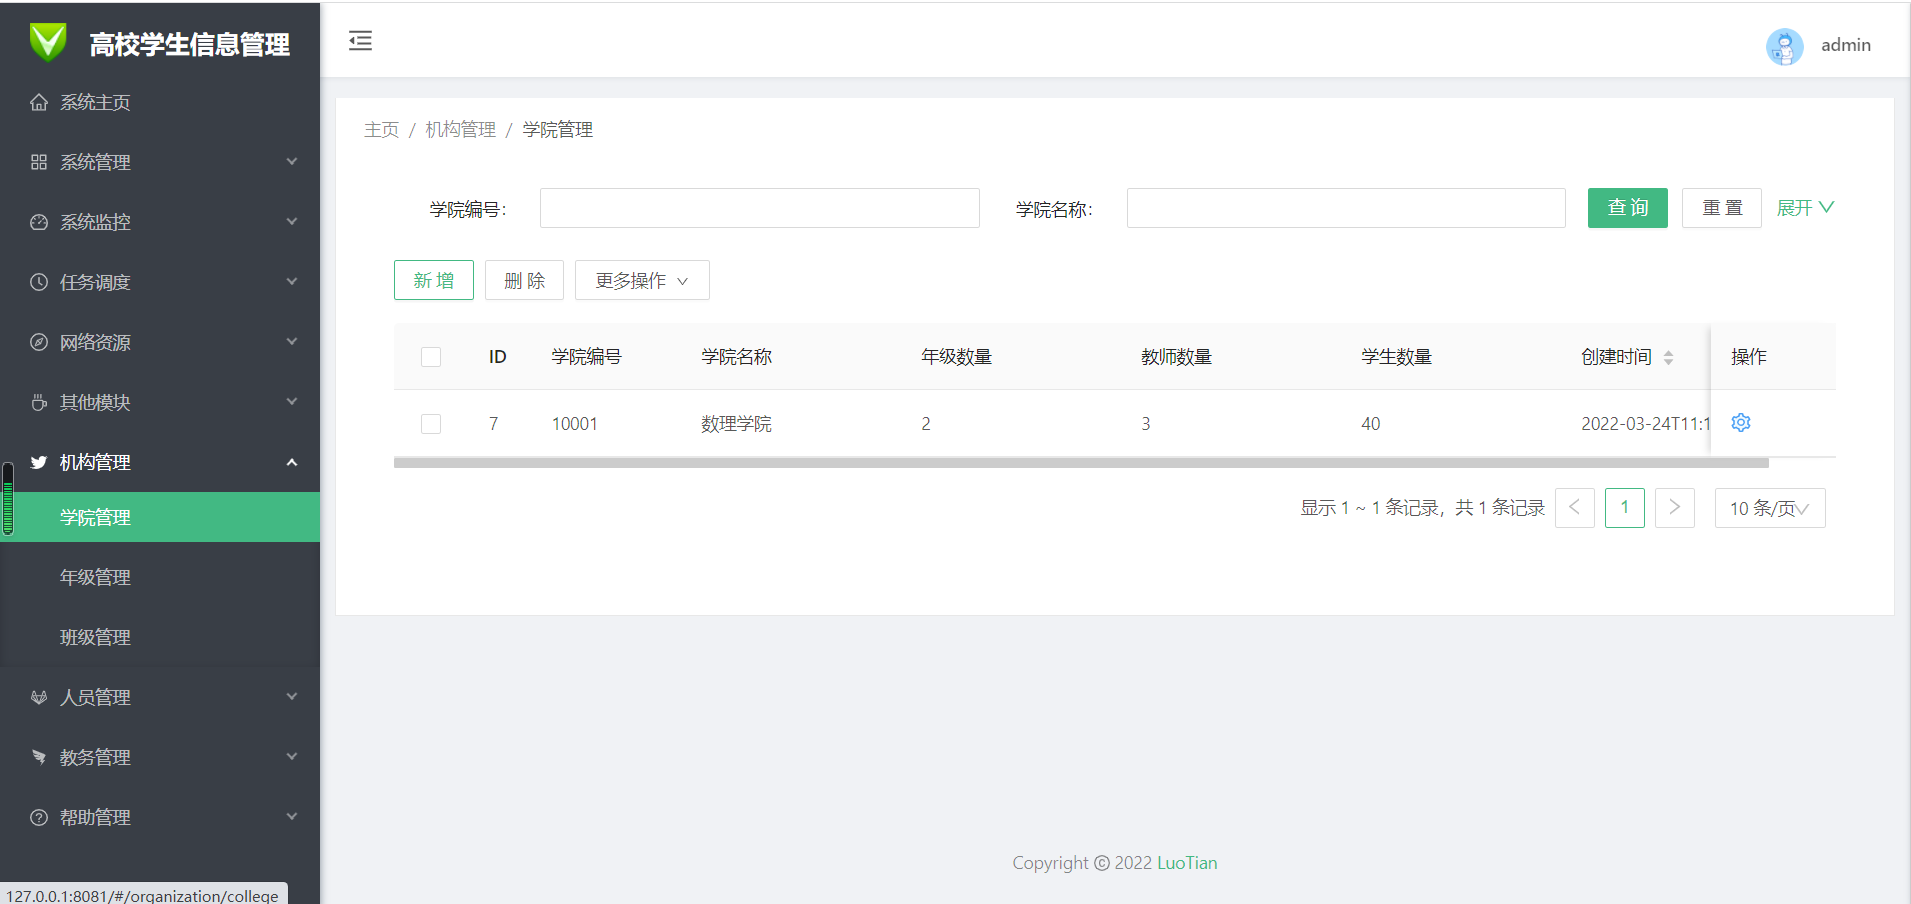 高校学生信息管理
admin
系统主页
系统管理
系统监控
任务调度
网络资源
其他模块
机构管理
学院管理
年级管理
班级管理
人员管理
教务管理
帮助管理
主页 / 机构管理 / 学院管理
学院编号: 学院名称: 查 询 重 置 展开
新 增 删 除 更多操作
ID 学院编号 学院名称 年级数量 教师数量 学生数量 创建时间 操作
7 10001 数理学院 2 3 40 2022-03-24T11:1
显示 1 ~ 1 条记录，共 1 条记录 < 1 > 10 条/页
Copyright © 2022 LuoTian
127.0.0.1:8081/#/organization/college